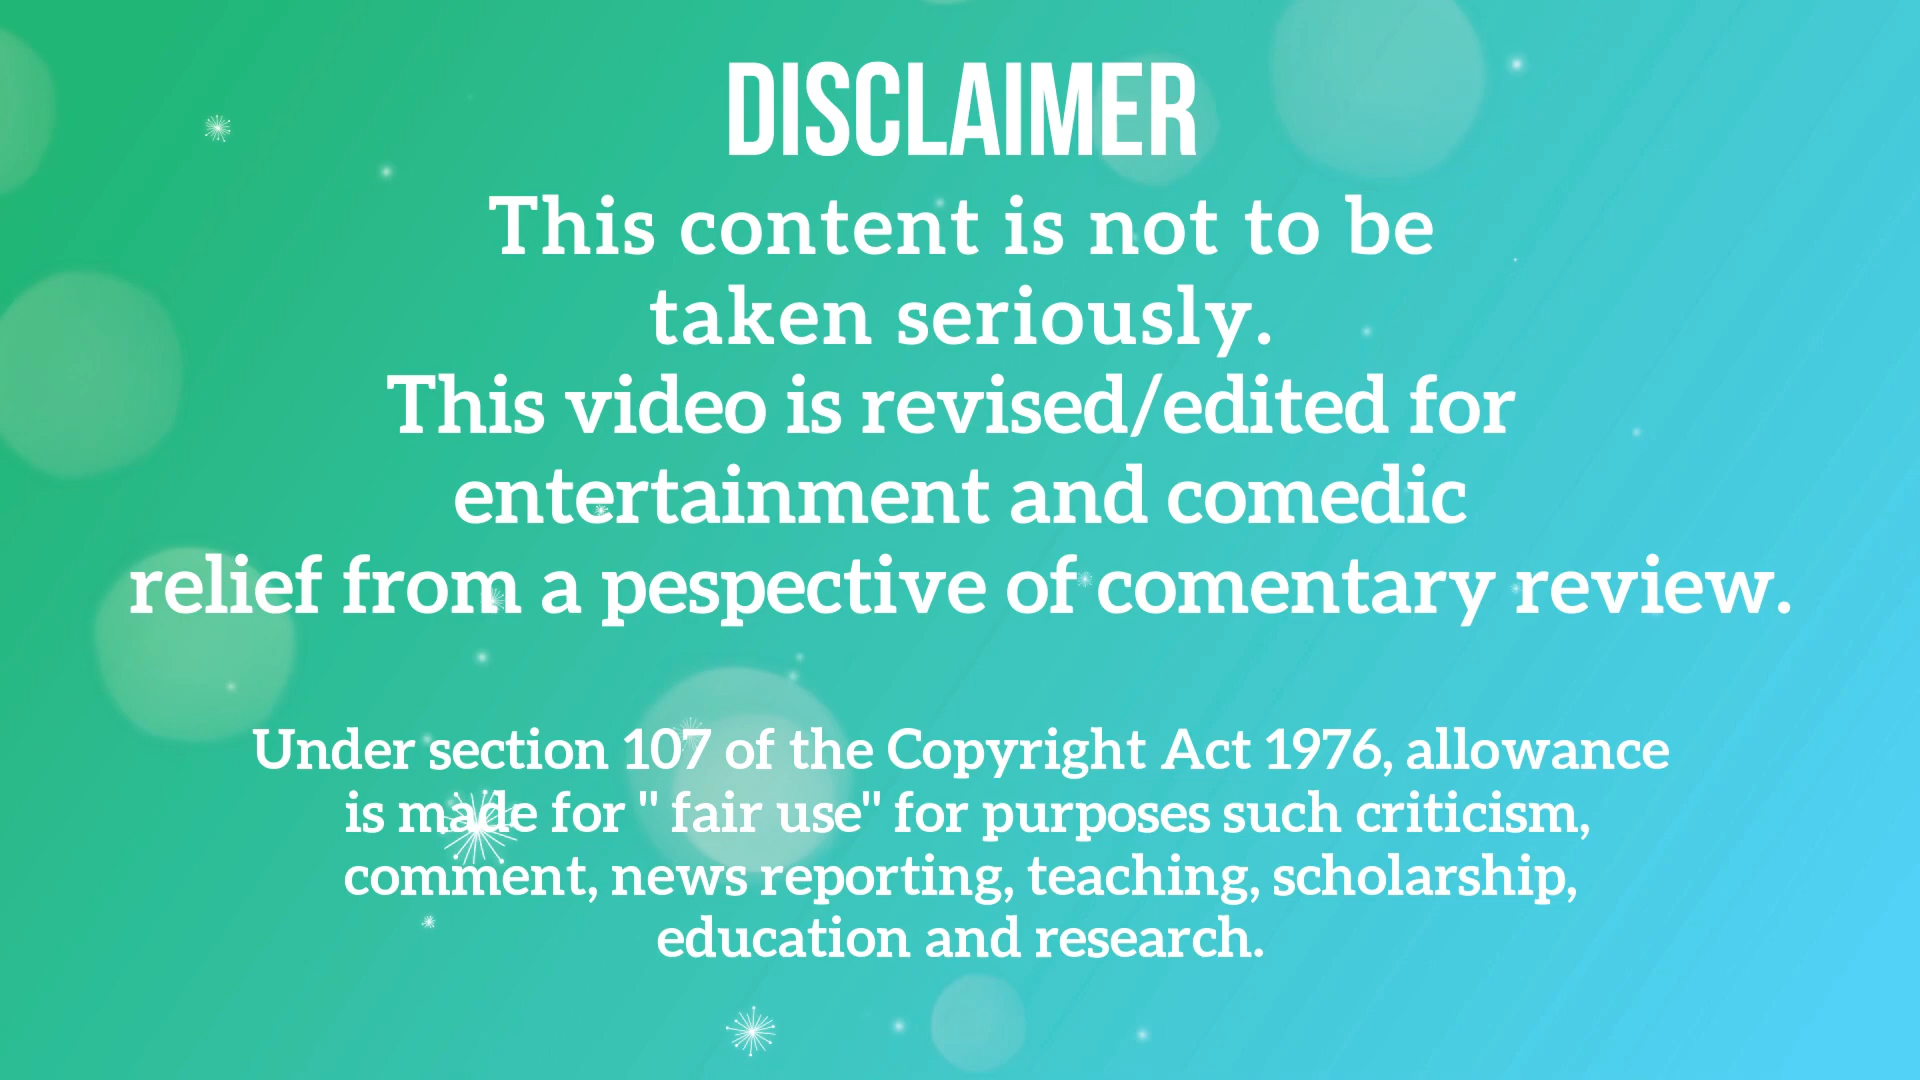 DISCLAIMER
This content is not to be
taken seriously.
This video is revised/edited for
entertainment and comedic
relief from a pespective of comentary review.
Under section 107 of the Copyright Act 1976, allowance
is made for " fair use" for purposes such criticism,
comment, news reporting, teaching, scholarship,
education and research.